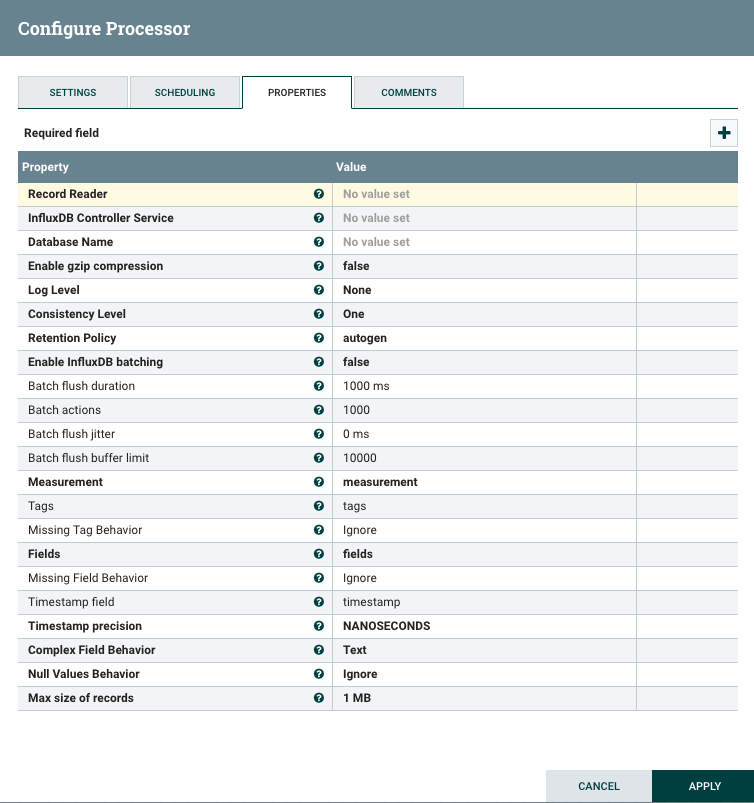 Configure Processor
SETTINGS SCHEDULING PROPERTIES COMMENTS
Required field
Property Value
Record Reader No value set
InfluxDB Controller Service No value set
Database Name No value set
Enable gzip compression false
Log Level None
Consistency Level One
Retention Policy autogen
Enable InfluxDB batching false
Batch flush duration 1000 ms
Batch actions 1000
Batch flush jitter 0 ms
Batch flush buffer limit 10000
Measurement measurement
Tags tags
Missing Tag Behavior Ignore
Fields fields
Missing Field Behavior Ignore
Timestamp field timestamp
Timestamp precision NANOSECONDS
Complex Field Behavior Text
Null Values Behavior Ignore
Max size of records 1 MB
CANCEL APPLY